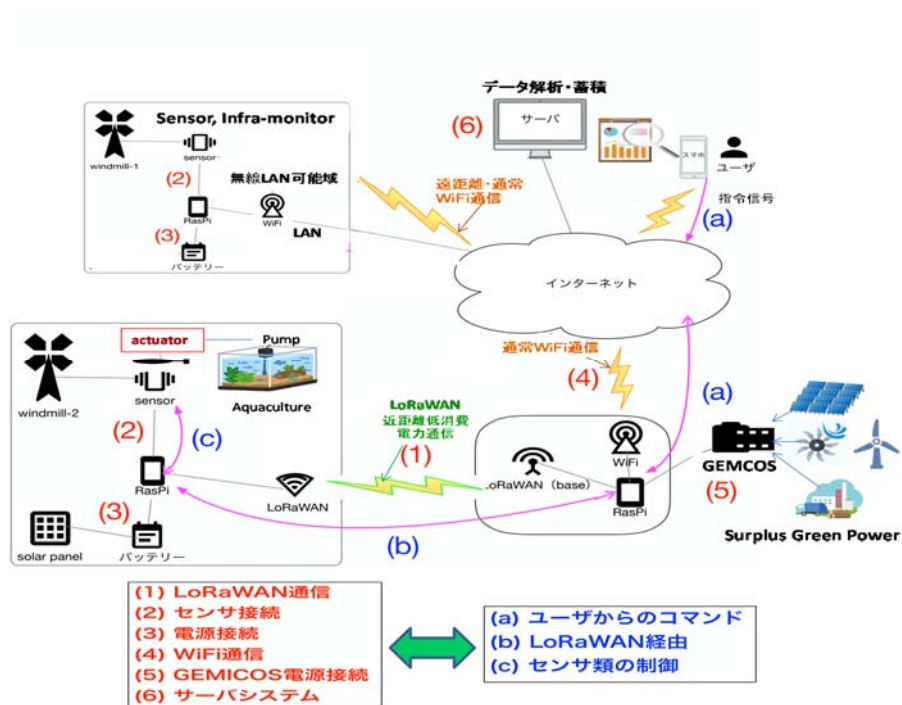 データ解析・蓄積
Sensor, Infra-monitor
(6)
サーバ
スマホ
ユーザ
sensor
windmill-1
(2)
無線LAN可能域
遠距離・通常
WiFi通信
指令信号
(a)
RasPi
WiFi
LAN
(3)
バッテリー
インターネット
actuator
Pump
通常WiFi通信
(4)
(a)
windmill-2
sensor
Aquaculture
LoRaWAN
近距離低消費
電力通信
(2)
(c)
(1)
WiFi
GEMCOS
RasPi
LoRaWAN
LoRaWAN (base)
RasPi
(5)
(3)
solar panel
バッテリー
(b)
Surplus Green Power
(1) LoRaWAN通信
(2) センサ接続
(3) 電源接続
(4) WiFi通信
(5) GEMICOS電源接続
(6) サーバシステム
(a) ユーザからのコマンド
(b) LoRaWAN経由
(c) センサ類の制御